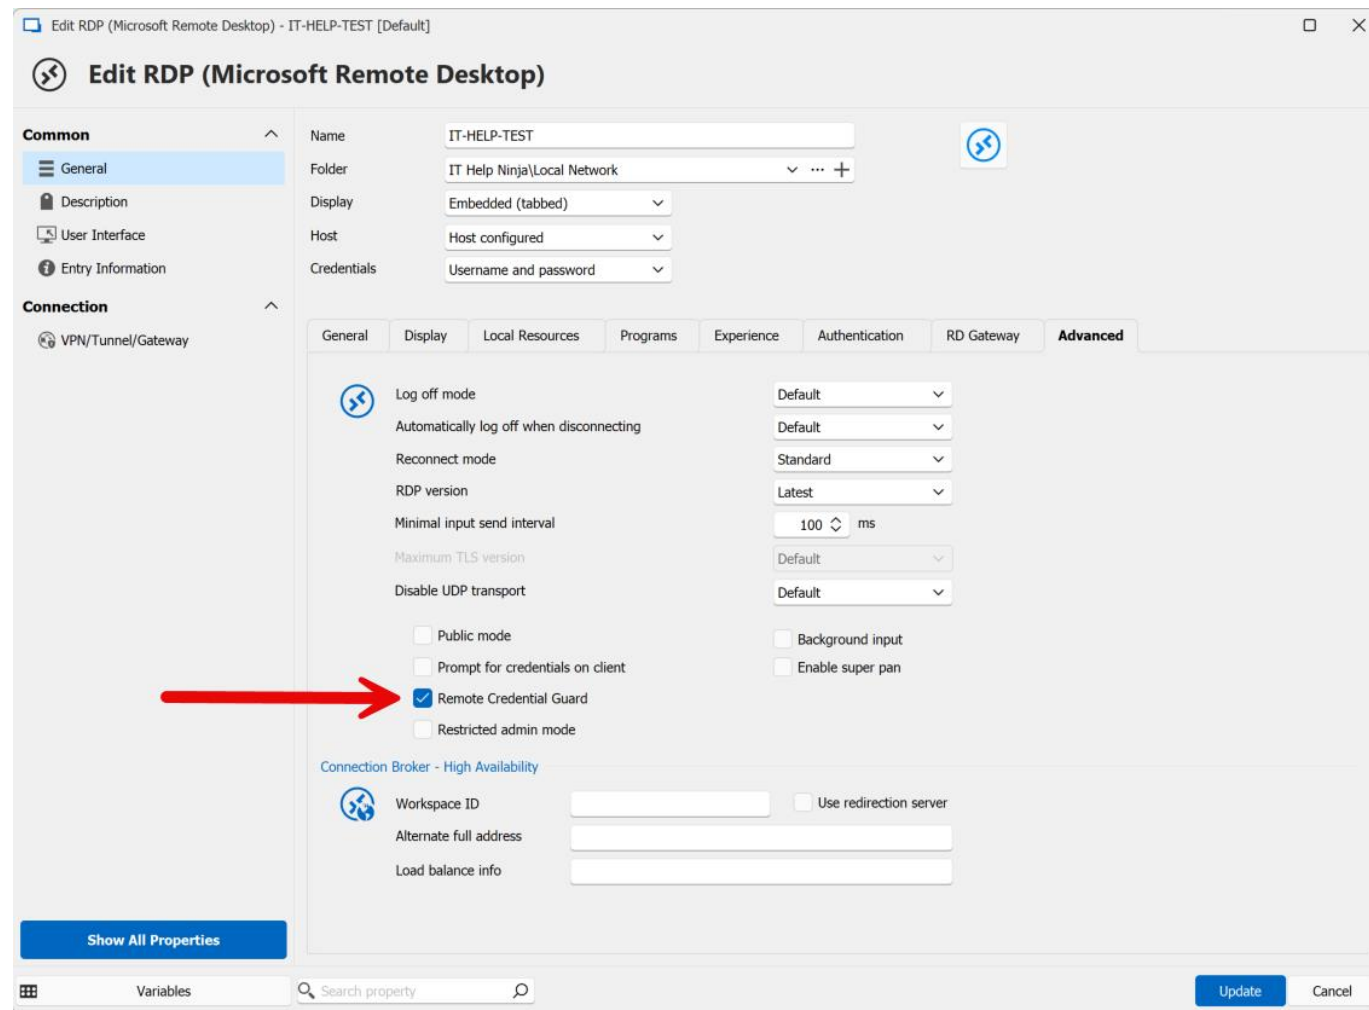 Edit RDP (Microsoft Remote Desktop) - IT-HELP-TEST [Default]
Edit RDP (Microsoft Remote Desktop)
Common
General
Description
User Interface
Entry Information
Connection
VPN/Tunnel/Gateway
Name IT-HELP-TEST
Folder IT Help Ninja\Local Network
Display Embedded (tabbed)
Host Host configured
Credentials Username and password
General Display Local Resources Programs Experience Authentication RD Gateway Advanced
Log off mode Default
Automatically log off when disconnecting Default
Reconnect mode Standard
RDP version Latest
Minimal input send interval 100 ms
Maximum TLS version Default
Disable UDP transport Default
Public mode Background input
Prompt for credentials on client Enable super pan
Remote Credential Guard
Restricted admin mode
Connection Broker - High Availability
Workspace ID Use redirection server
Alternate full address
Load balance info
Show All Properties
Variables Search property Update Cancel